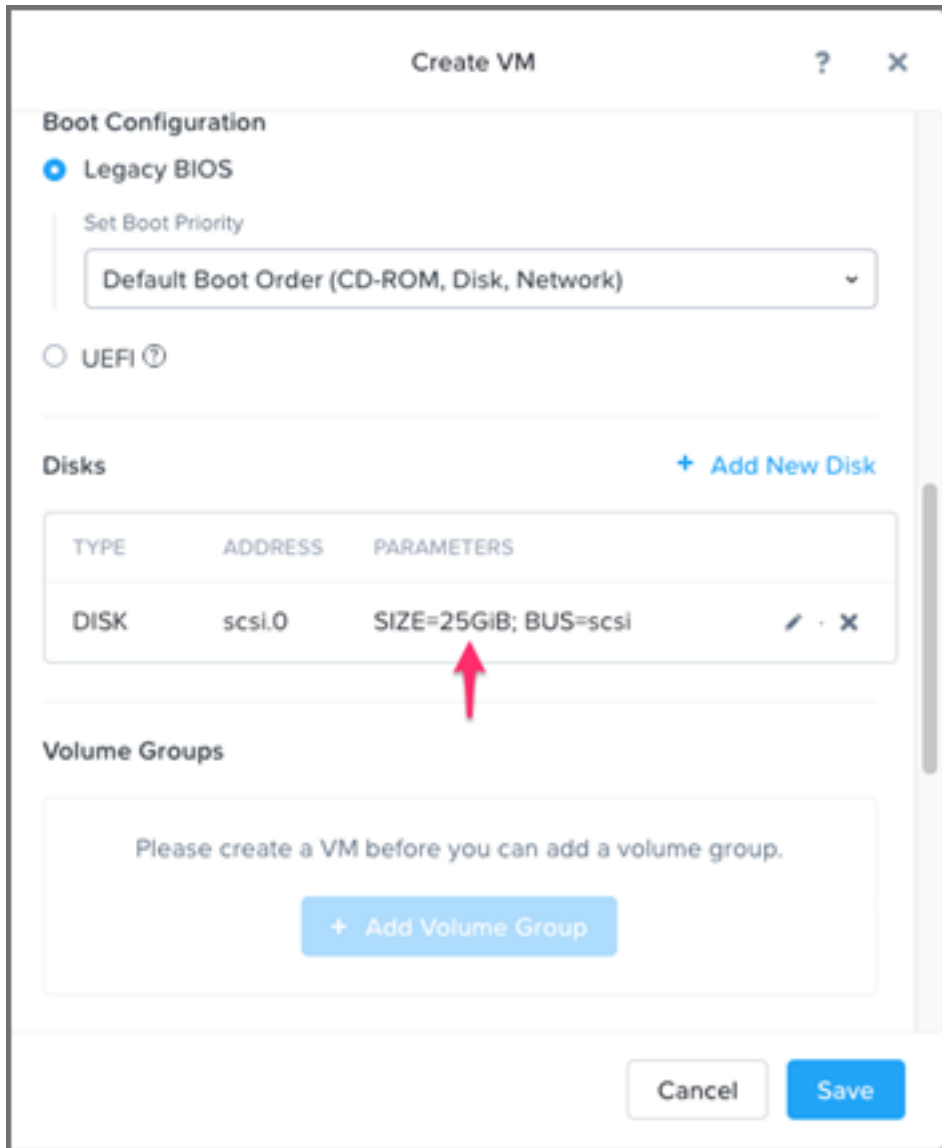 Create VM ? ×
Boot Configuration
Legacy BIOS
Set Boot Priority
Default Boot Order (CD-ROM, Disk, Network)
UEFI ?
Disks + Add New Disk
TYPE ADDRESS PARAMETERS
DISK scsi.0 SIZE=25GiB; BUS=scsi
Volume Groups
Please create a VM before you can add a volume group.
+ Add Volume Group
Cancel Save